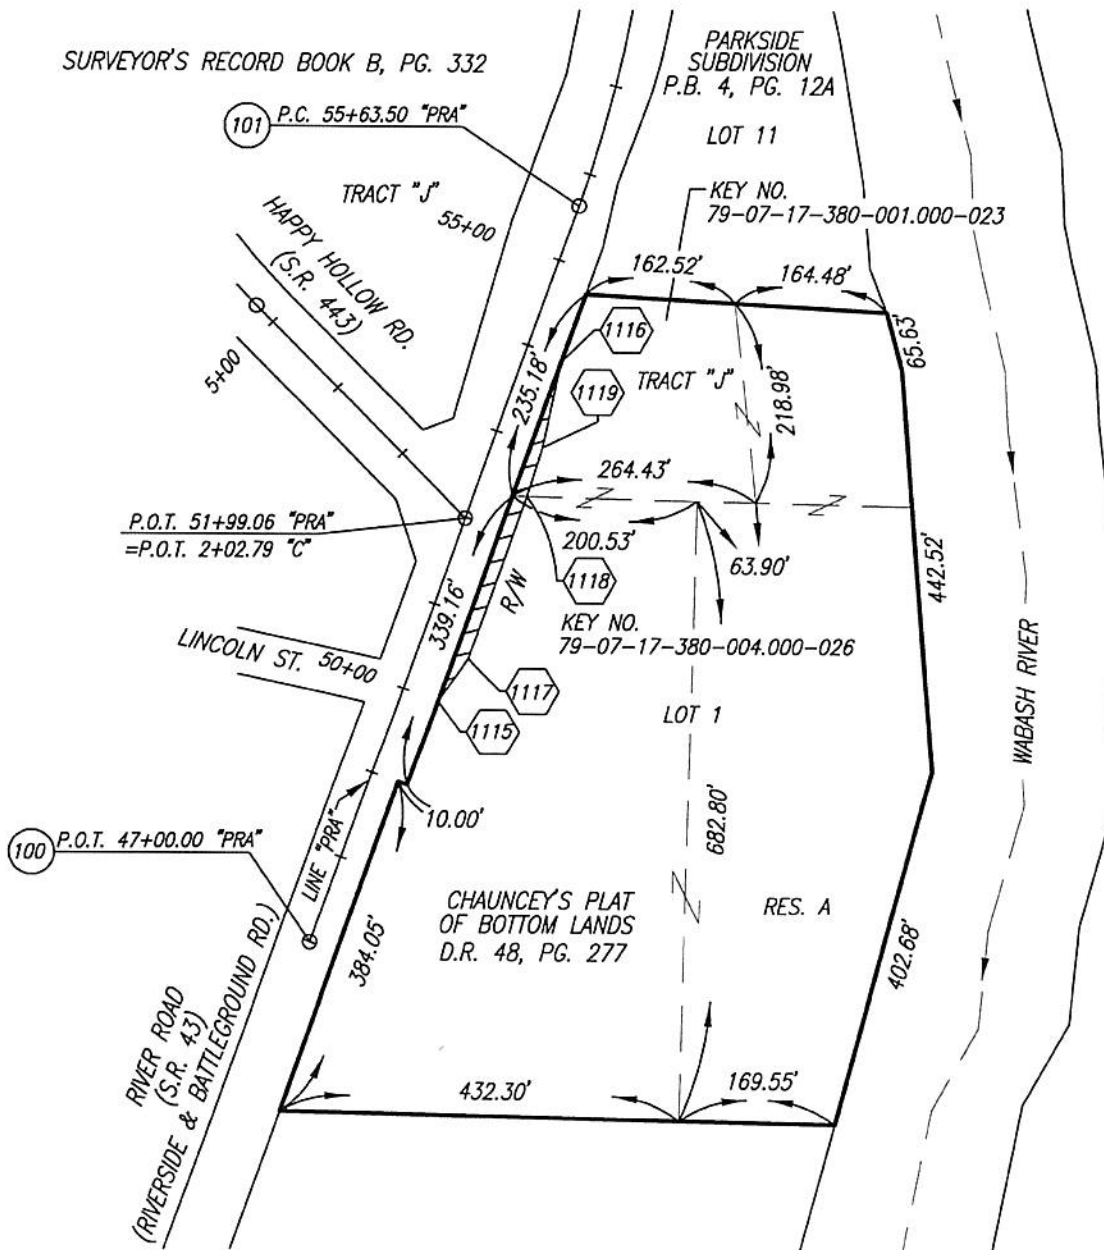 SURVEYOR'S RECORD BOOK B, PG. 332
PARKSIDE
SUBDIVISION
P.B. 4, PG. 12A
LOT 11
101
P.C. 55+63.50 "PRA"
TRACT "J"
55+00
KEY NO.
79-07-17-380-001.000-023
HAPPY HOLLOW RD.
(S.R. 443)
5+00
162.52'
164.48'
65.63'
1116
1119
TRACT "J"
235.18'
218.98'
264.43'
200.53'
63.90'
442.52'
P.O.T. 51+99.06 "PRA"
=P.O.T. 2+02.79 "C"
1118
R/W
339.16'
KEY NO.
79-07-17-380-004.000-026
LINCOLN ST.
50+00
1117
1115
LOT 1
WABASH RIVER
10.00'
682.80'
LINE "PRA"
100
P.O.T. 47+00.00 "PRA"
CHAUNCEY'S PLAT
OF BOTTOM LANDS
D.R. 48, PG. 277
RES. A
384.05'
402.68'
RIVER ROAD
(S.R. 43)
(RIVERSIDE & BATTLEGROUND RD.)
432.30'
169.55'